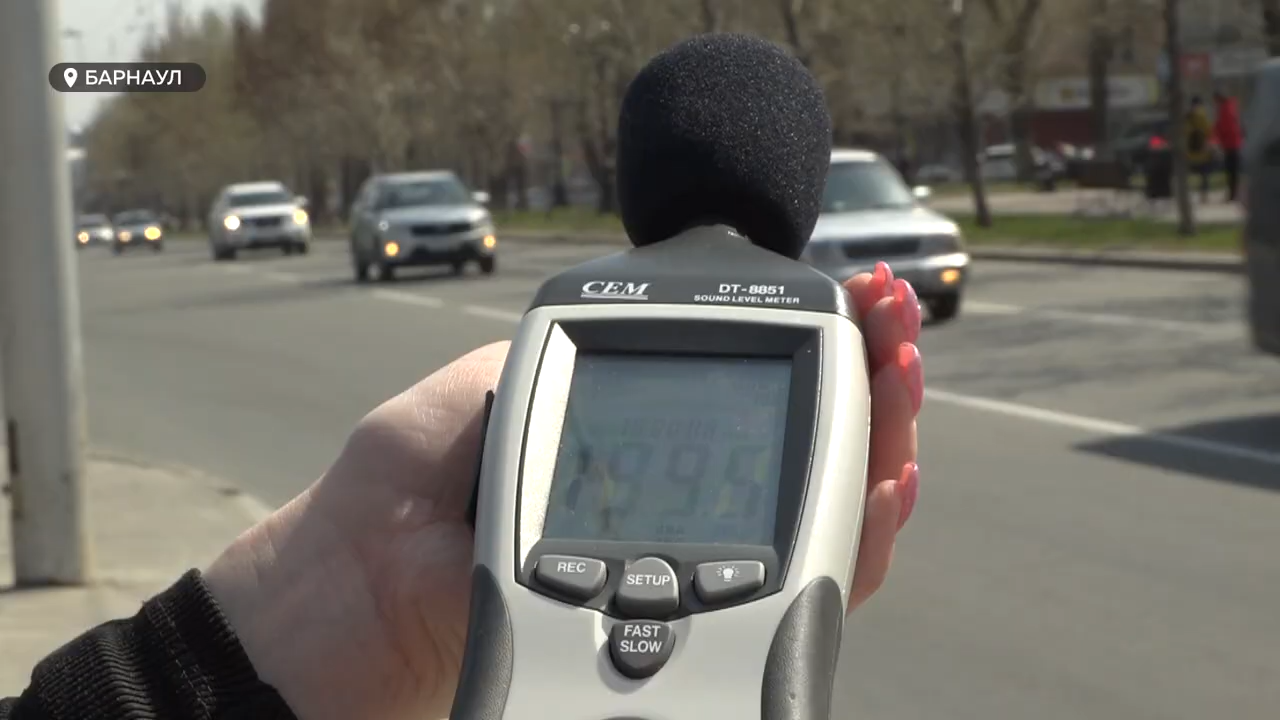 БАРНАУЛ
CEM
DT-8851
SOUND LEVEL METER
REC
SETUP
FAST
SLOW